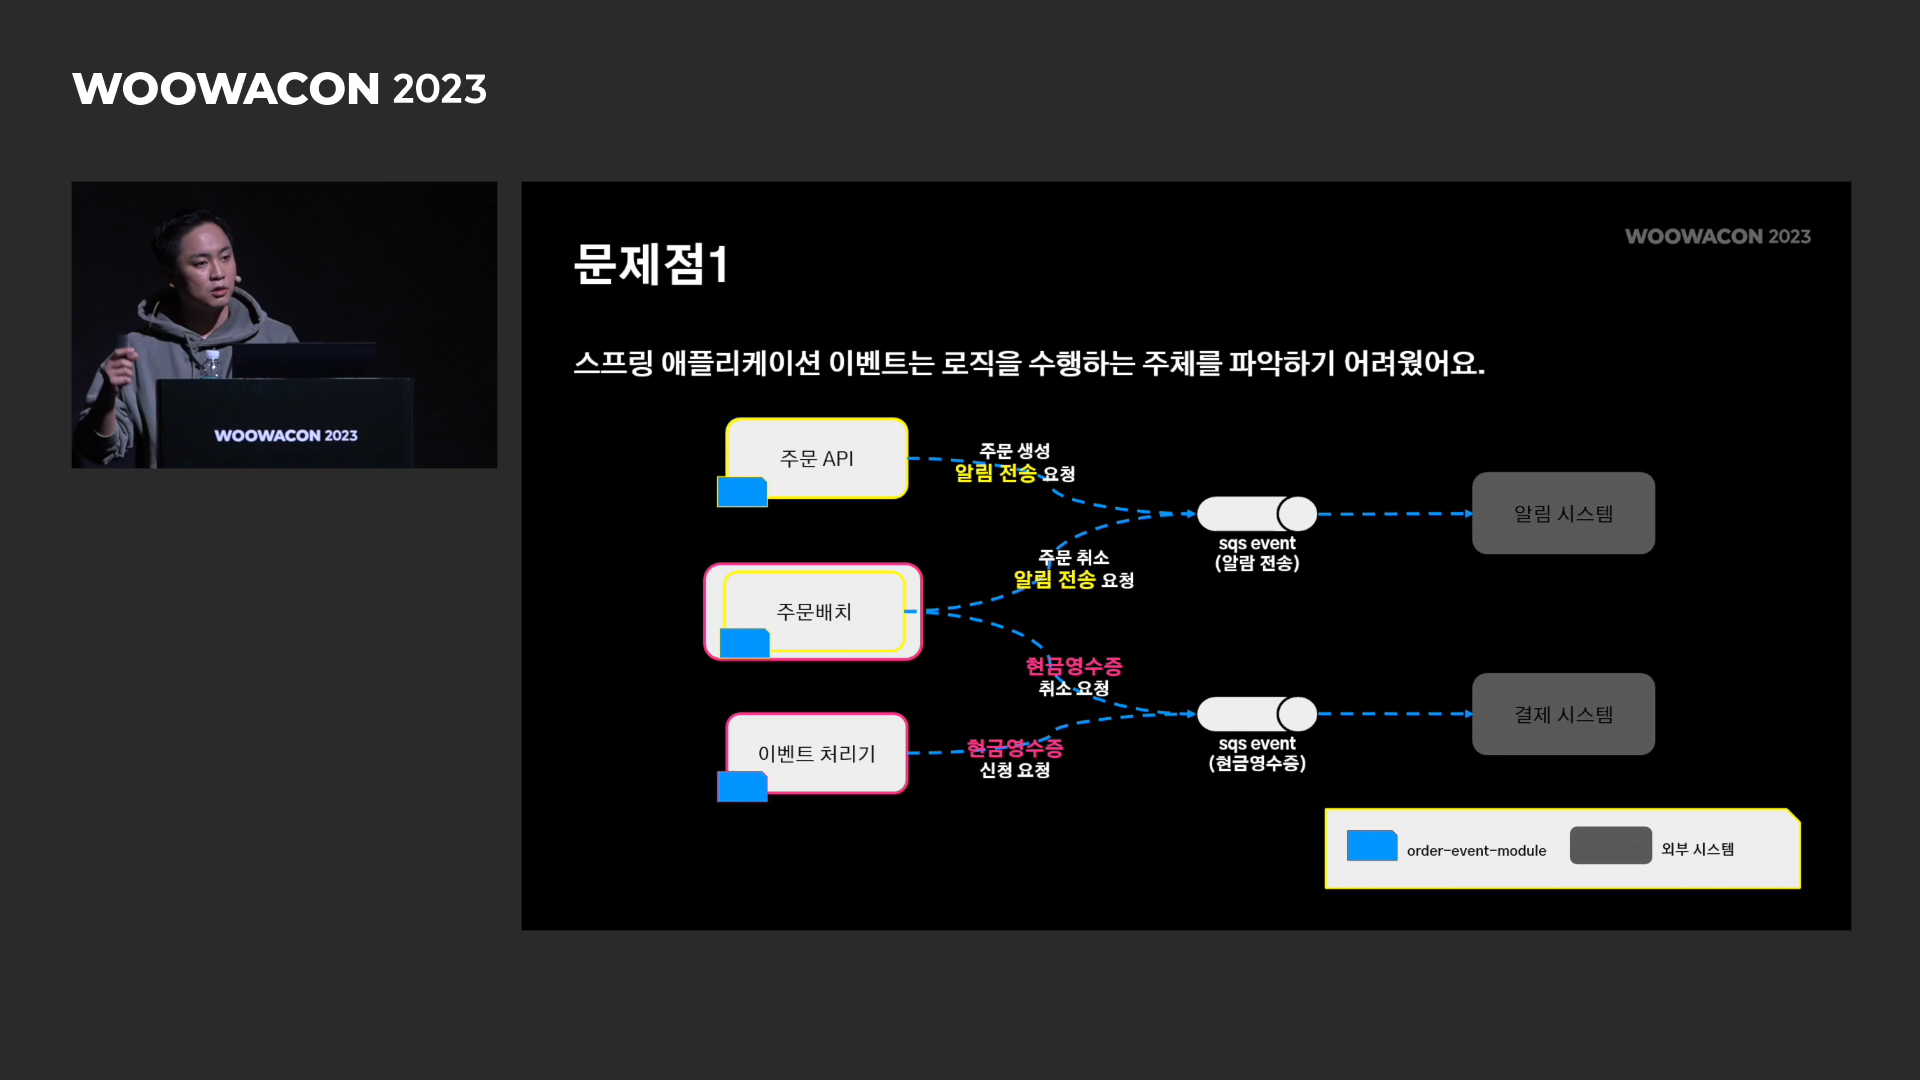 WOOWACON 2023
WOOWACON 2023
WOOWACON 2023
문제점1
스프링 애플리케이션 이벤트는 로직을 수행하는 주체를 파악하기 어려웠어요.
주문 API
주문 생성
알림 전송 요청
sqs event
(알람 전송)
알림 시스템
주문 취소
알림 전송 요청
주문배치
현금영수증
취소 요청
sqs event
(현금영수증)
결제 시스템
이벤트 처리기
현금영수증
신청 요청
order-event-module
외부 시스템